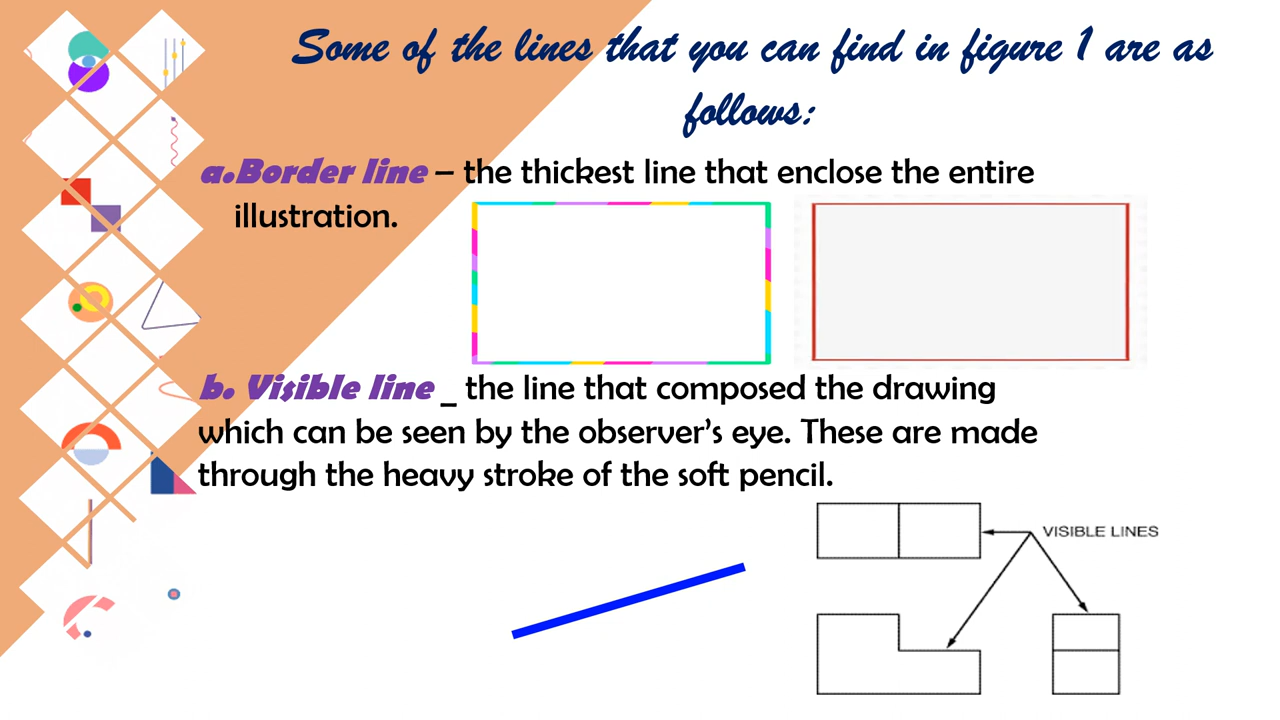 Some of the lines that you can find in figure 1 are as
follows:
a.Border line – the thickest line that enclose the entire
illustration.
b. Visible line _ the line that composed the drawing
which can be seen by the observer’s eye. These are made
through the heavy stroke of the soft pencil.
VISIBLE LINES